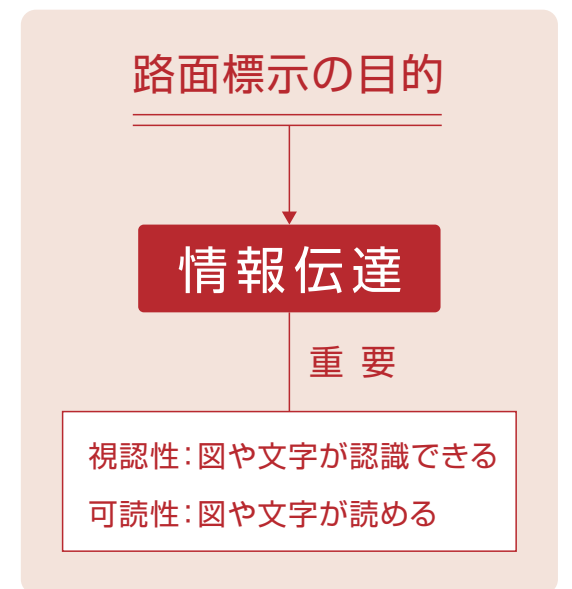 路面標示の目的
情報伝達
重要
視認性：図や文字が認識できる
可読性：図や文字が読める